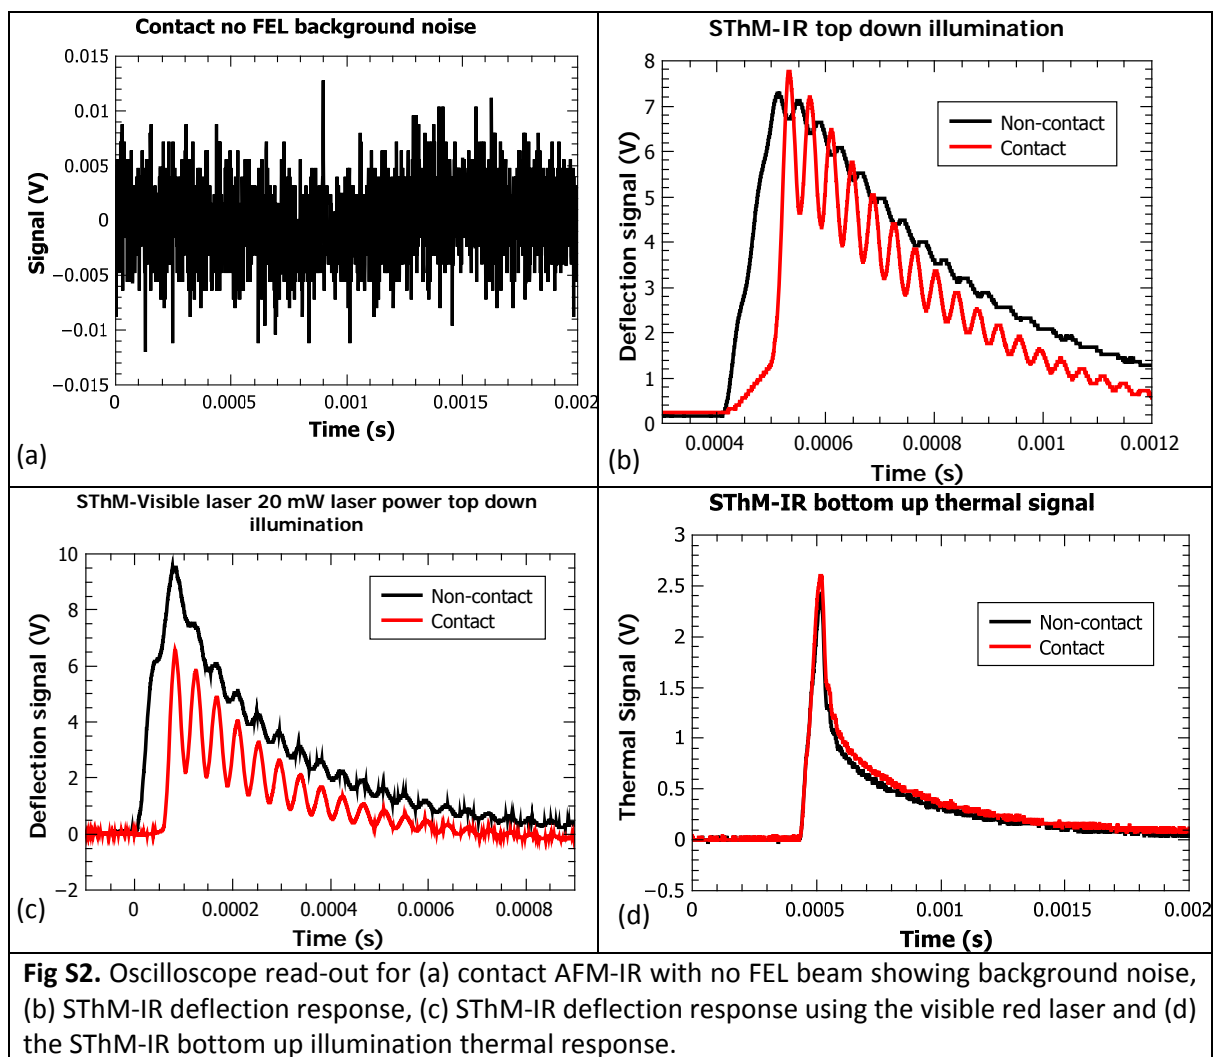 Contact no FEL background noise
0.015
0.01
0.005
0
−0.005
−0.01
−0.015
Signal (V)
0 0.0005 0.001 0.0015 0.002
Time (s)
(a)
SThM-IR top down illumination
8
7
6
5
4
3
2
1
0
Deflection signal (V)
Non-contact
Contact
0.0004 0.0006 0.0008 0.001 0.0012
Time (s)
(b)
SThM-Visible laser 20 mW laser power top down
illumination
10
8
6
4
2
0
−2
Deflection signal (V)
Non-contact
Contact
0 0.0002 0.0004 0.0006 0.0008
Time (s)
(c)
SThM-IR bottom up thermal signal
3
2.5
2
1.5
1
0.5
0
−0.5
Thermal Signal (V)
Non-contact
Contact
0 0.0005 0.001 0.0015 0.002
Time (s)
(d)
Fig S2. Oscilloscope read-out for (a) contact AFM-IR with no FEL beam showing background noise,
(b) SThM-IR deflection response, (c) SThM-IR deflection response using the visible red laser and (d)
the SThM-IR bottom up illumination thermal response.